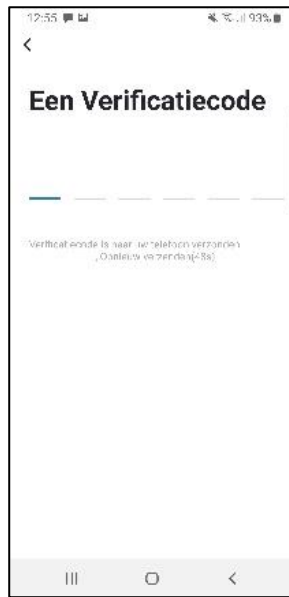 12:55 93%
Een Verificatiecode
Verificatiecode is naar uw telefoon verzonden
,Opnieuw verzenden(48s)